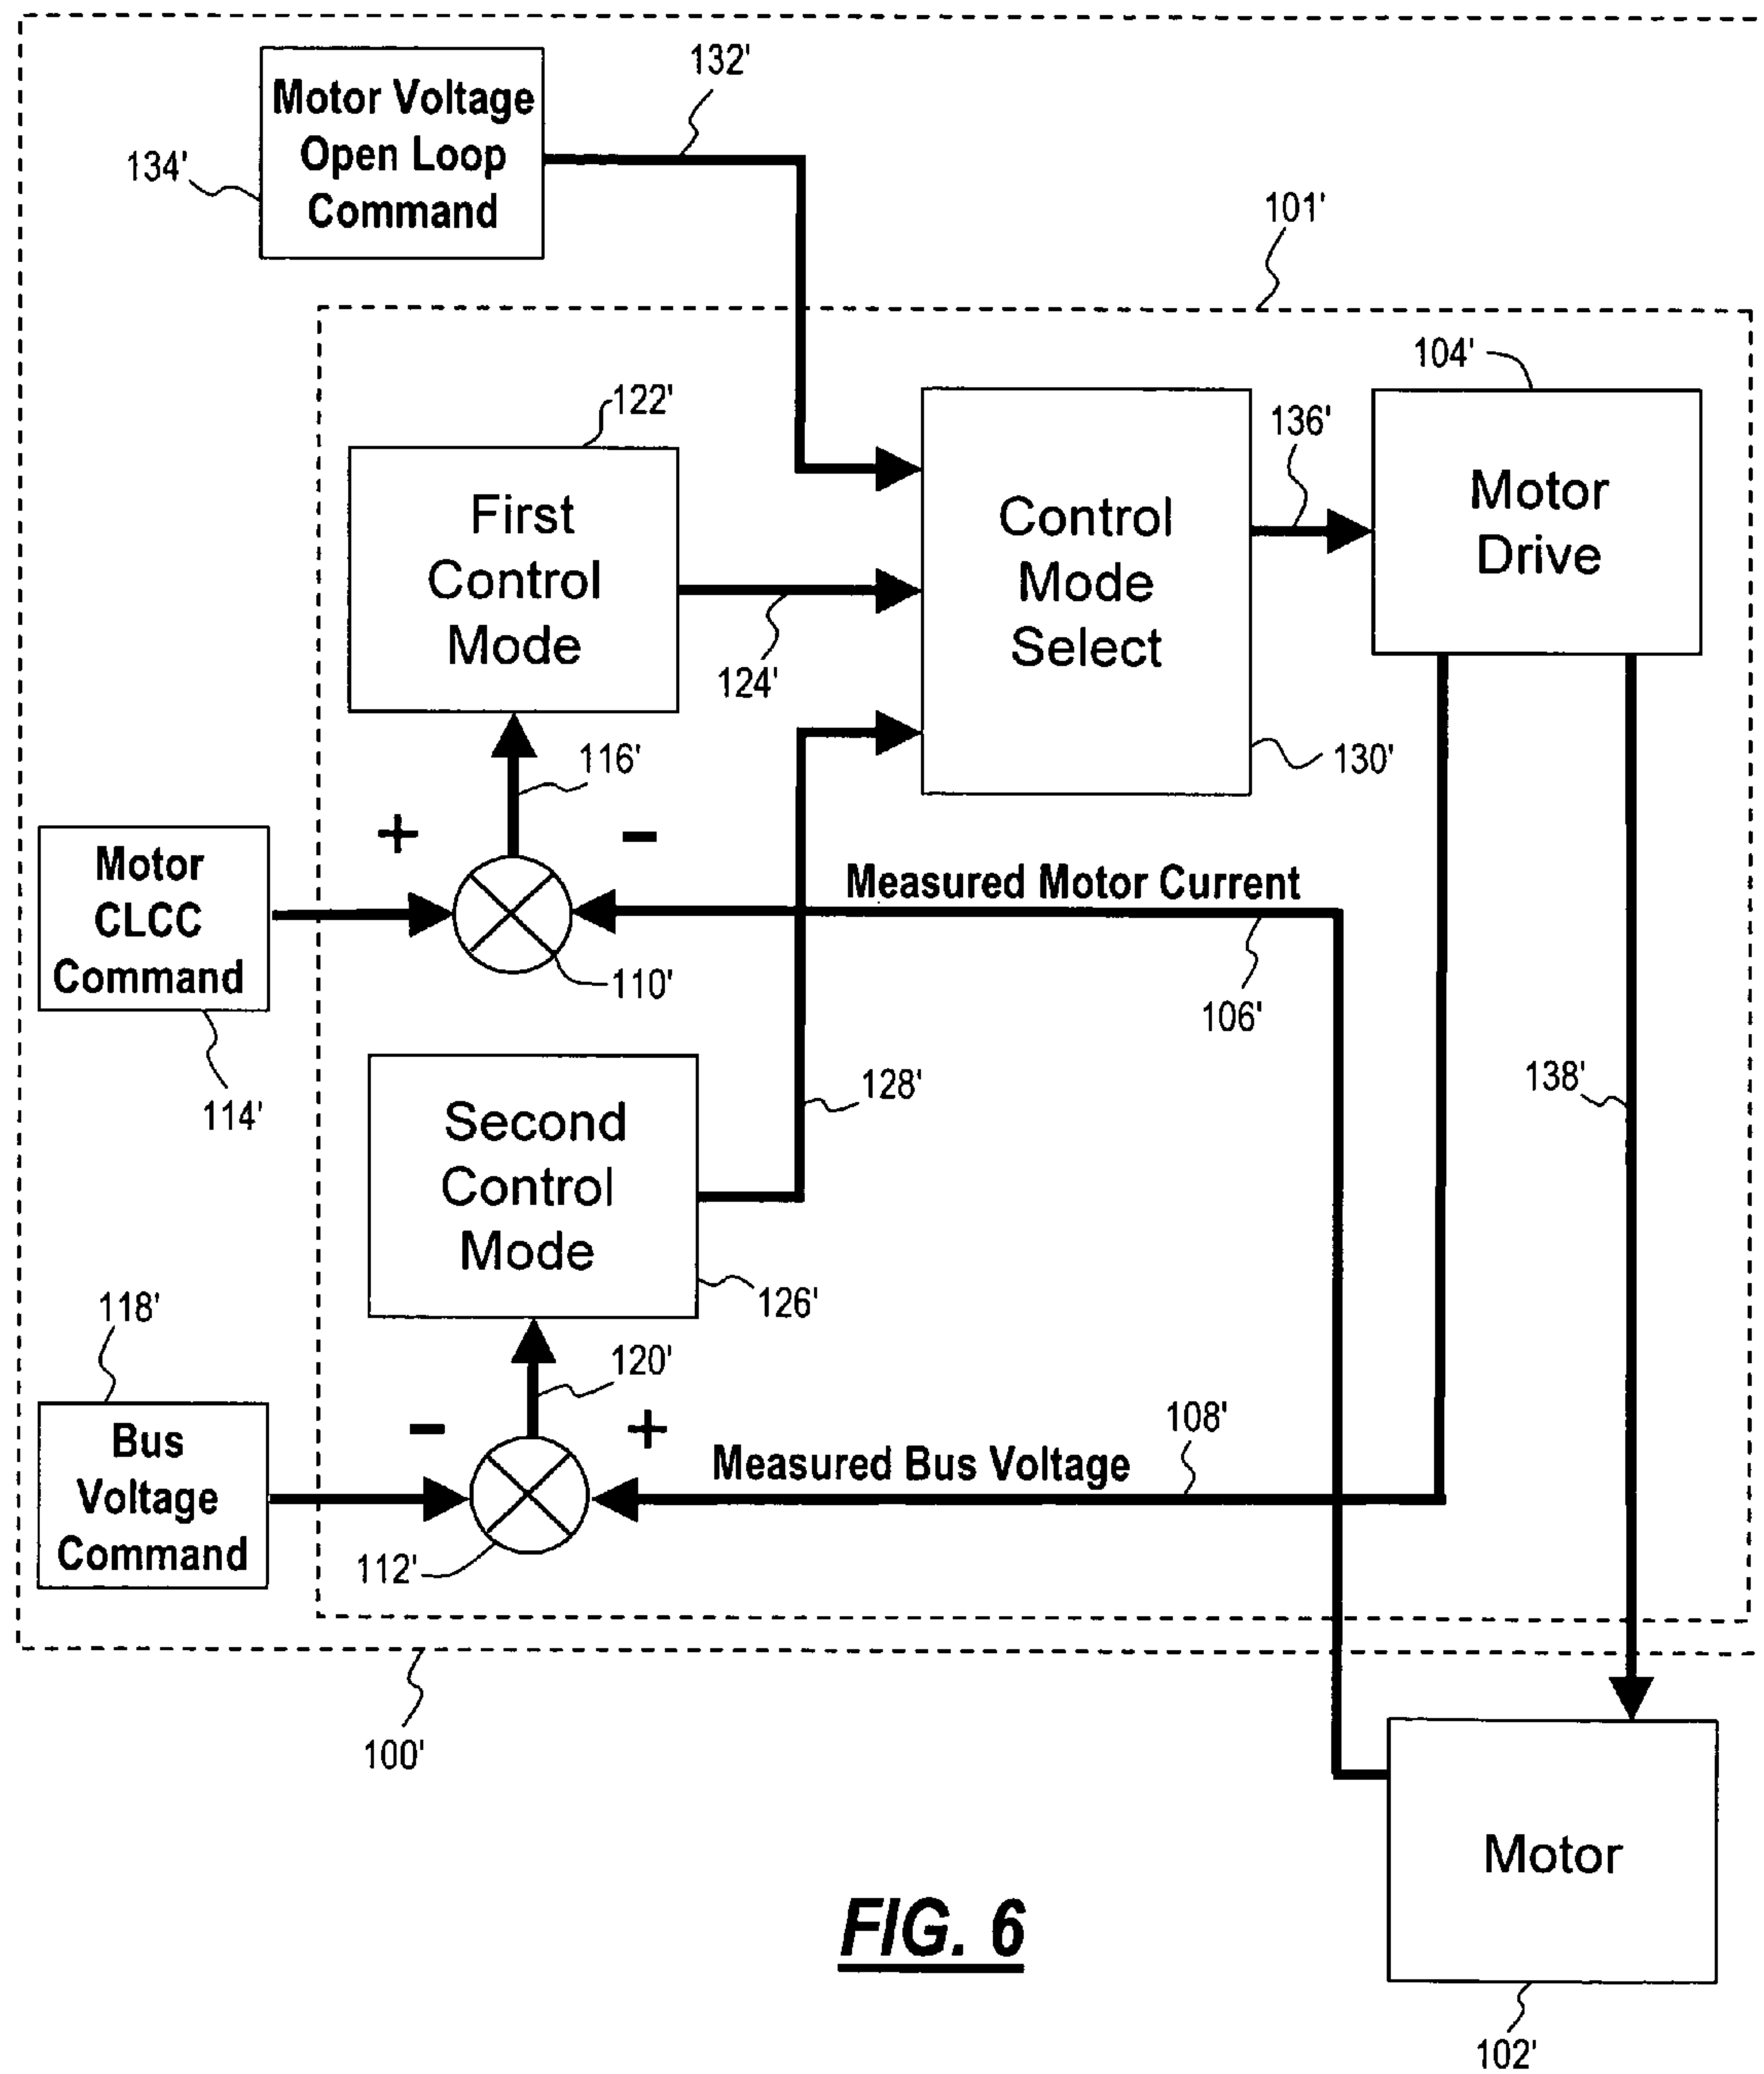 132'
Motor Voltage
Open Loop
Command
134'
101'
104'
122'
136'
First
Control
Mode
Control
Mode
Select
Motor
Drive
124'
116'
130'
+
−
Motor
CLCC
Command
Measured Motor Current
110'
106'
114'
128'
138'
Second
Control
Mode
126'
118'
120'
−
+
108'
Bus
Voltage
Command
Measured Bus Voltage
112'
100'
Motor
FIG. 6
102'